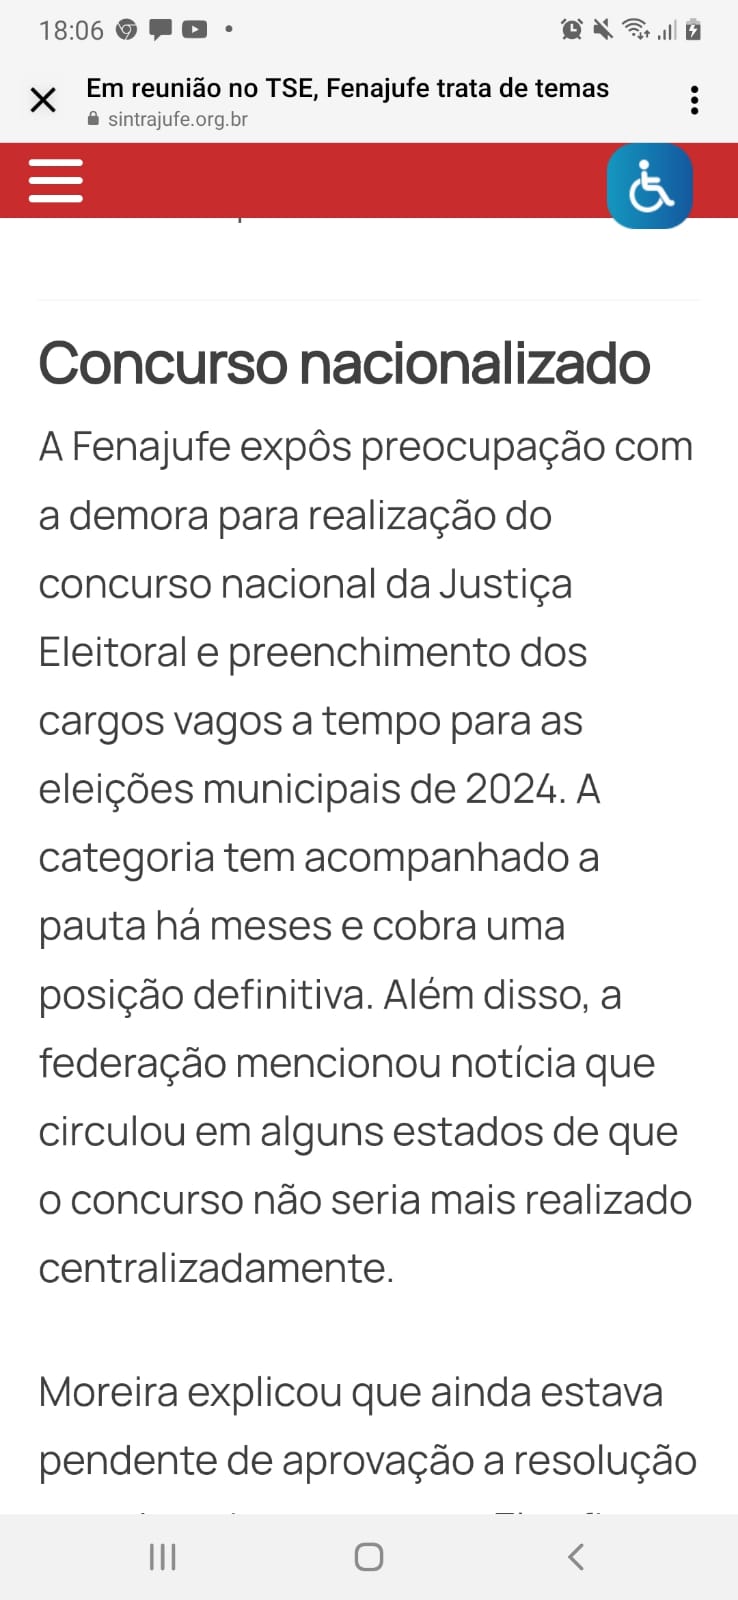 18:06
Em reunião no TSE, Fenajufe trata de temas
sintrajufe.org.br
Concurso nacionalizado
A Fenajufe expôs preocupação com
a demora para realização do
concurso nacional da Justiça
Eleitoral e preenchimento dos
cargos vagos a tempo para as
eleições municipais de 2024. A
categoria tem acompanhado a
pauta há meses e cobra uma
posição definitiva. Além disso, a
federação mencionou notícia que
circulou em alguns estados de que
o concurso não seria mais realizado
centralizadamente.
Moreira explicou que ainda estava
pendente de aprovação a resolução